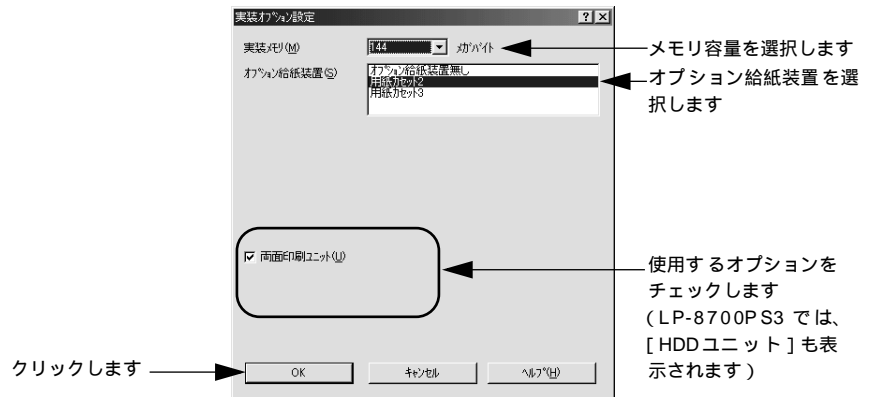 実装ｵﾌﾟｼｮﾝ設定
実装ﾒﾓﾘ(M)
144
ﾒｶﾞﾊﾞｲﾄ
メモリ容量を選択します
ｵﾌﾟｼｮﾝ給紙装置(S)
ｵﾌﾟｼｮﾝ給紙装置無し
用紙ｶｾｯﾄ2
用紙ｶｾｯﾄ3
オプション給紙装置を選
択します
両面印刷ﾕﾆｯﾄ(U)
使用するオプションを
チェックします
(LP-8700PS3 では、
[HDDユニット]も表
示されます)
クリックします
OK
ｷｬﾝｾﾙ
ﾍﾙﾌﾟ(H)